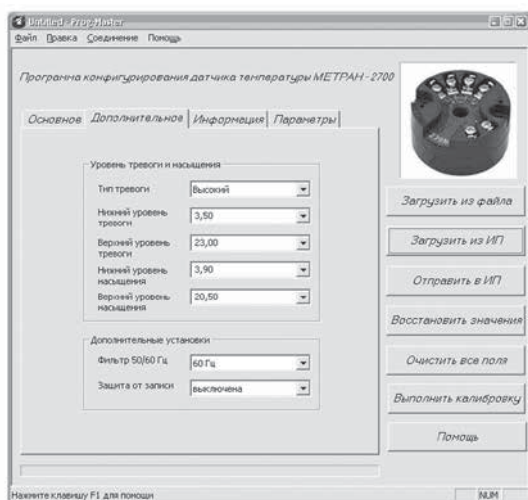 Untitled - Prog-Master
Файл Правка Соединение Помощь
Программа конфигурирования датчика температуры МЕТРАН-2700
Основное Дополнительное Информация Параметры
Уровень тревоги и насыщения
Тип тревоги Высокий
Нижний уровень тревоги 3,50
Верхний уровень тревоги 23,00
Нижний уровень насыщения 3,90
Верхний уровень насыщения 20,50
Дополнительные установки
Фильтр 50/60 Гц 60 Гц
Защита от записи выключена
Загрузить из файла
Загрузить из ИП
Отправить в ИП
Восстановить значения
Очистить все поля
Выполнить калибровку
Помощь
Нажмите клавишу F1 для помощи NUM